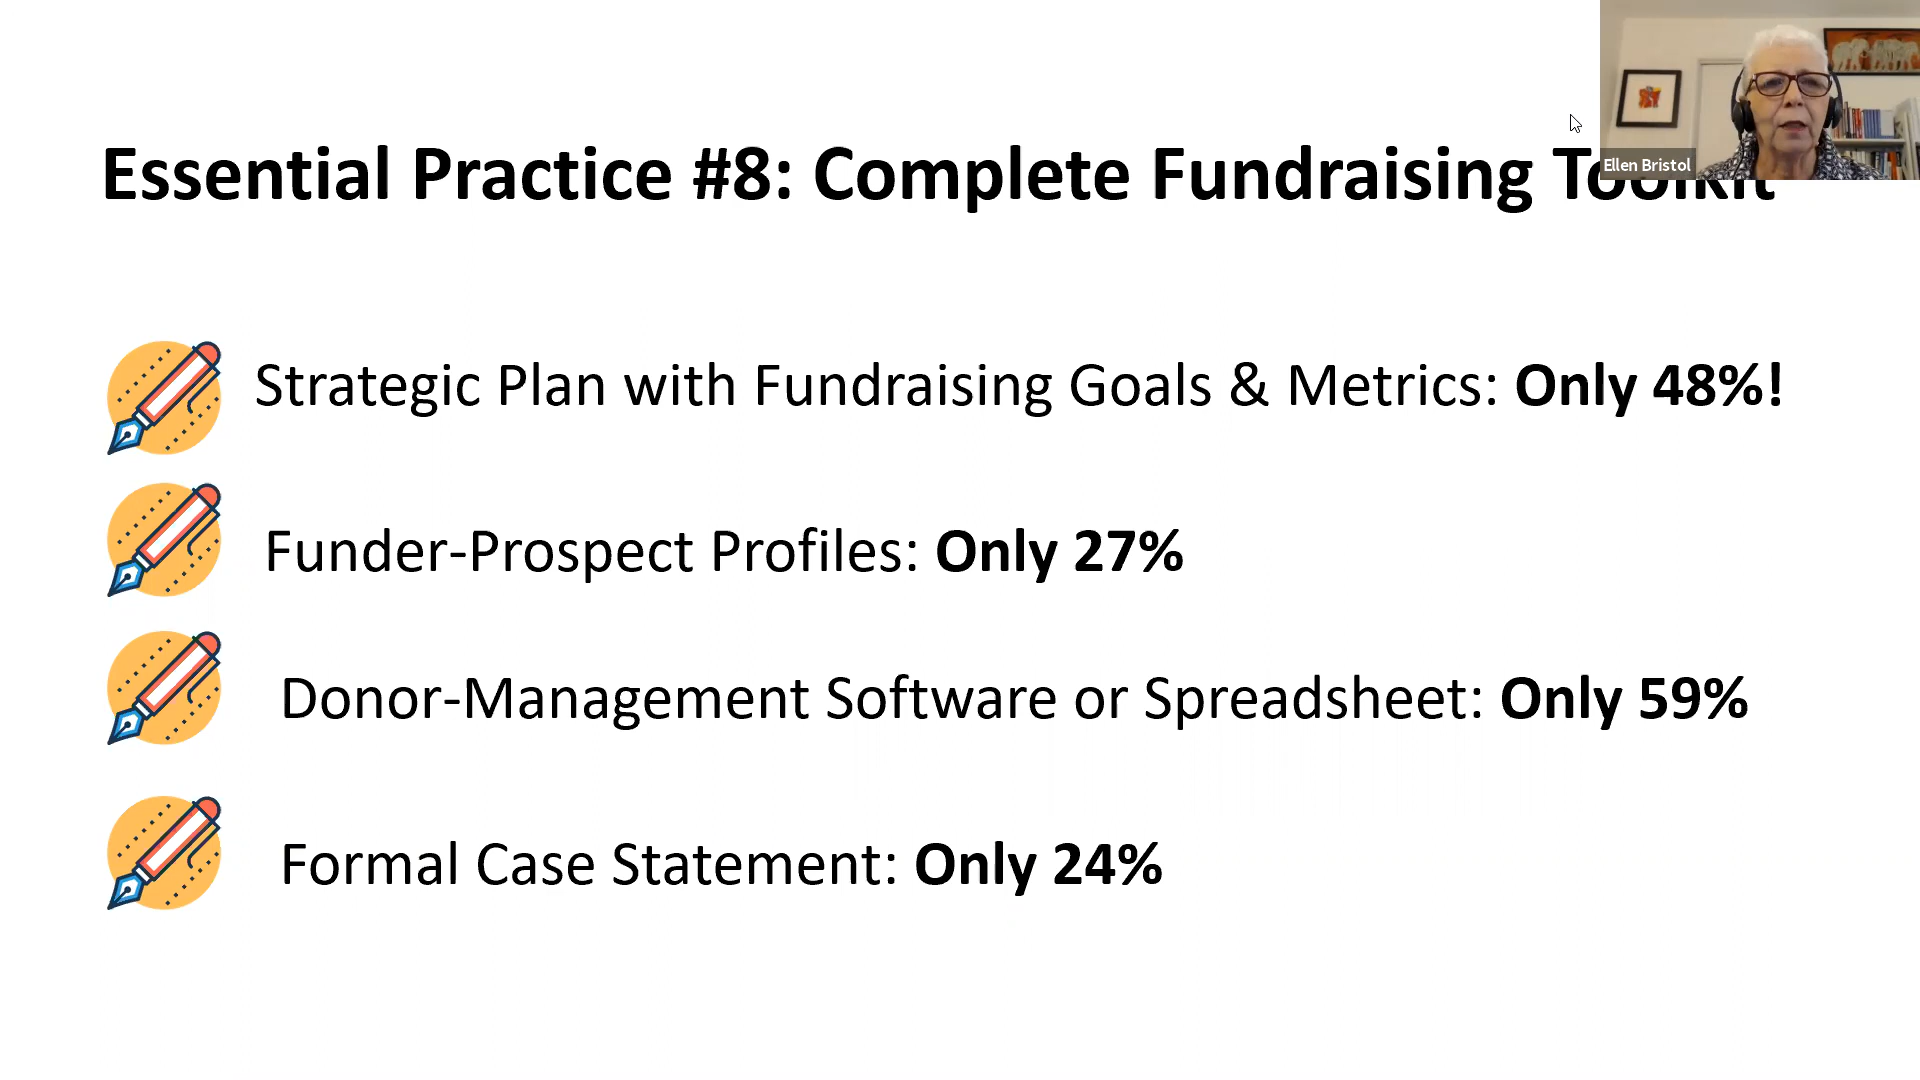 Essential Practice #8: Complete Fundraising Toolkit
Ellen Bristol
Strategic Plan with Fundraising Goals & Metrics: Only 48%!
Funder-Prospect Profiles: Only 27%
Donor-Management Software or Spreadsheet: Only 59%
Formal Case Statement: Only 24%